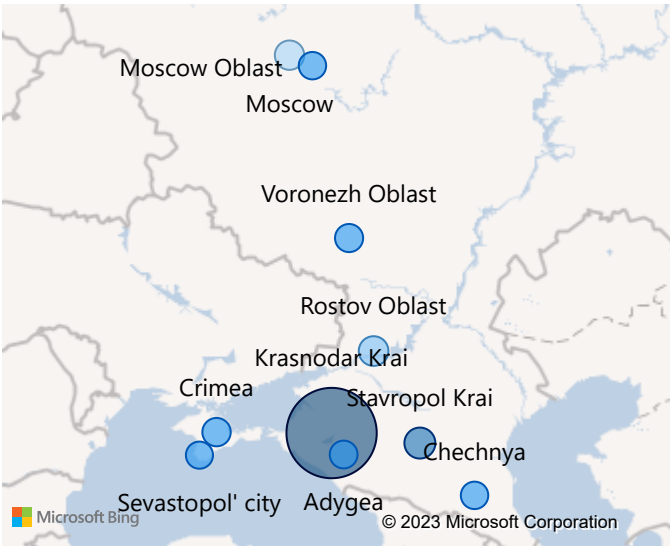 Moscow Oblast
Moscow
Voronezh Oblast
Rostov Oblast
Krasnodar Krai
Crimea
Stavropol Krai
Chechnya
Sevastopol' city
Adygea
Microsoft Bing
© 2023 Microsoft Corporation